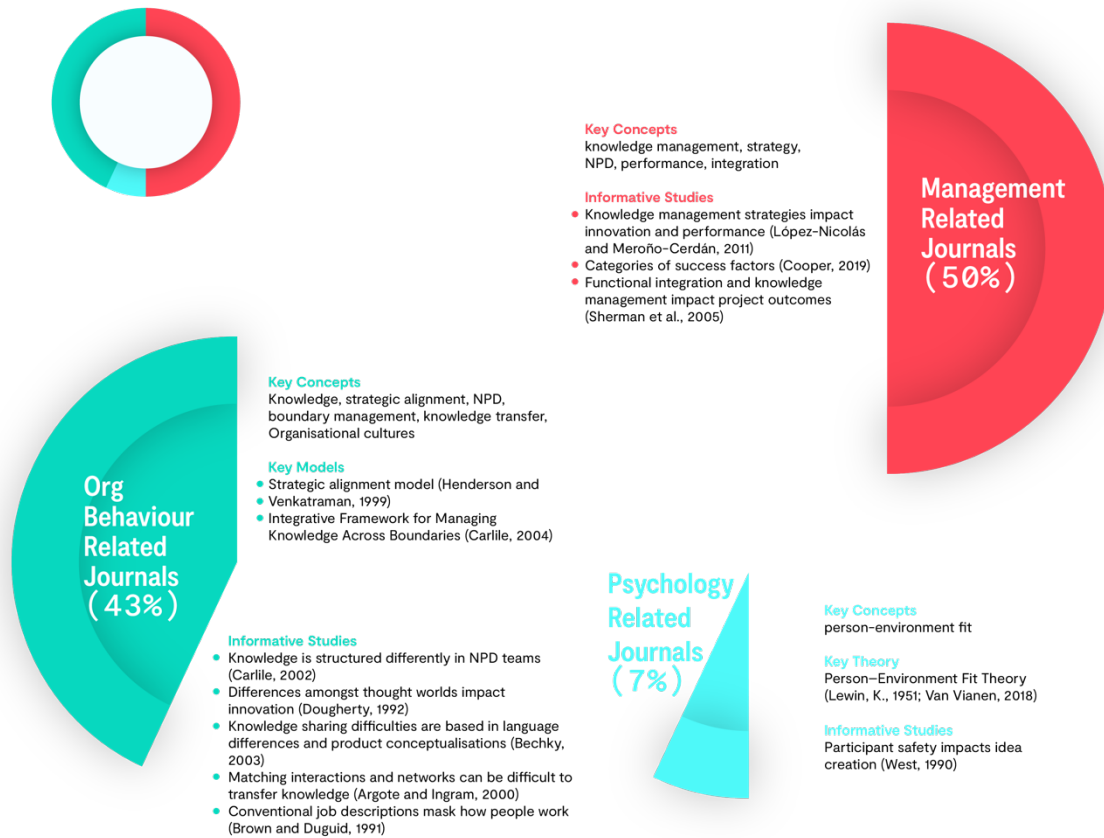 Key Concepts
knowledge management, strategy,
NPD, performance, integration
Informative Studies
Knowledge management strategies impact
innovation and performance (López-Nicolás
and Meroño-Cerdán, 2011)
Categories of success factors (Cooper, 2019)
Functional integration and knowledge
management impact project outcomes
(Sherman et al., 2005)
Management
Related
Journals
(50%)
Org
Behaviour
Related
Journals
(43%)
Key Concepts
Knowledge, strategic alignment, NPD,
boundary management, knowledge transfer,
Organisational cultures
Key Models
Strategic alignment model (Henderson and
Venkatraman, 1999)
Integrative Framework for Managing
Knowledge Across Boundaries (Carlile, 2004)
Informative Studies
Knowledge is structured differently in NPD teams
(Carlile, 2002)
Differences amongst thought worlds impact
innovation (Dougherty, 1992)
Knowledge sharing difficulties are based in language
differences and product conceptualisations (Bechky,
2003)
Matching interactions and networks can be difficult to
transfer knowledge (Argote and Ingram, 2000)
Conventional job descriptions mask how people work
(Brown and Duguid, 1991)
Psychology
Related
Journals
(7%)
Key Concepts
person-environment fit
Key Theory
Person—Environment Fit Theory
(Lewin, K., 1951; Van Vianen, 2018)
Informative Studies
Participant safety impacts idea
creation (West, 1990)